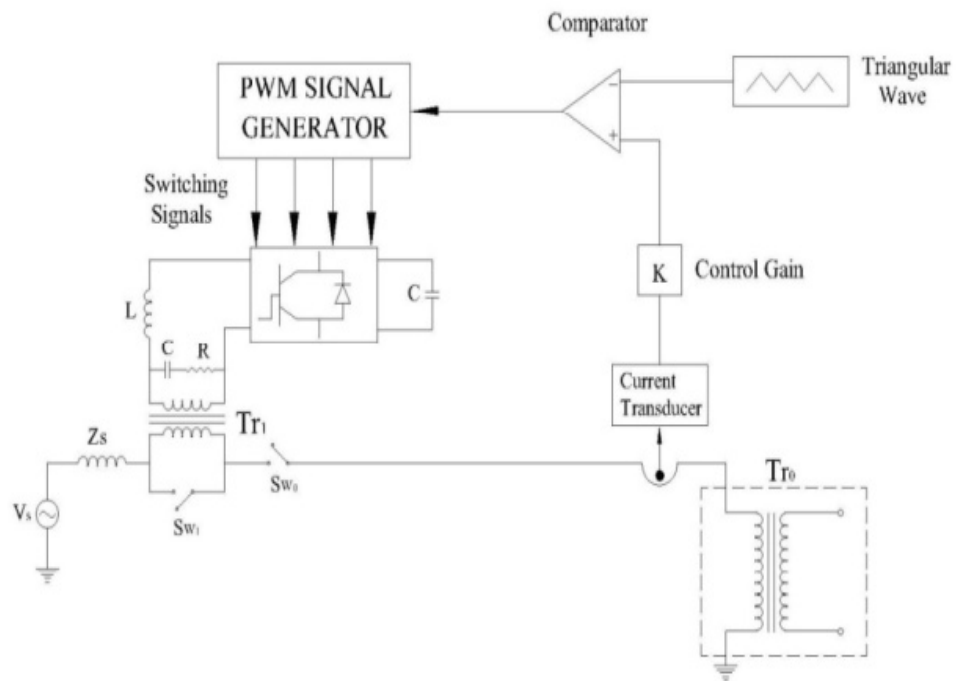 Comparator
Triangular
Wave
PWM SIGNAL
GENERATOR
−
+
Switching
Signals
K
Control Gain
C
L
C
R
Current
Transducer
Tr₁
Zs
Sw₀
Tr₀
Vs
Sw₁